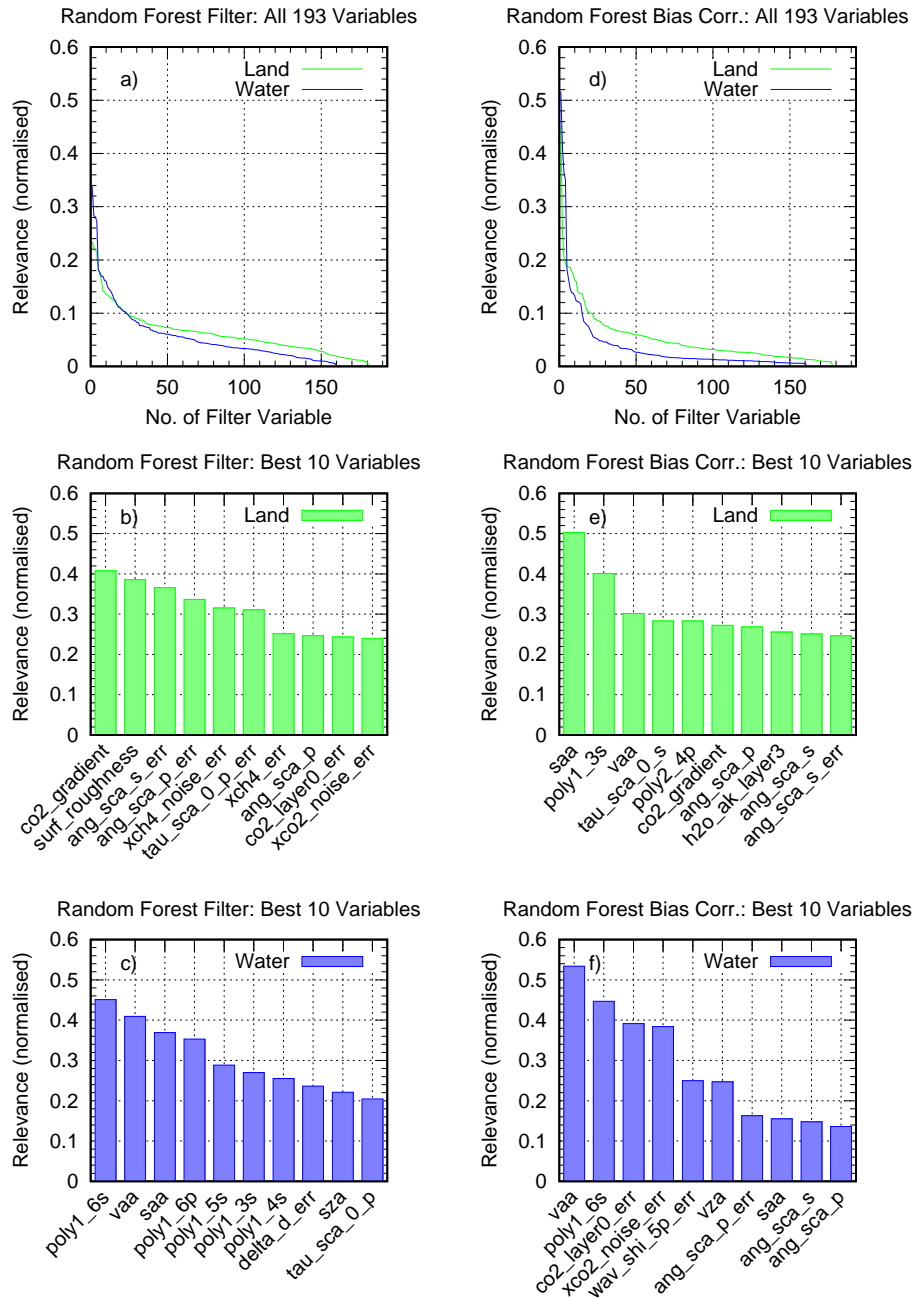 Random Forest Filter: All 193 Variables
a)
Land
Water
Relevance (normalised)
0.6
0.5
0.4
0.3
0.2
0.1
0
0
50
100
150
No. of Filter Variable
Random Forest Bias Corr.: All 193 Variables
d)
Land
Water
Relevance (normalised)
0.6
0.5
0.4
0.3
0.2
0.1
0
0
50
100
150
No. of Filter Variable
Random Forest Filter: Best 10 Variables
b)
Land
Relevance (normalised)
0.6
0.5
0.4
0.3
0.2
0.1
0
co2_gradient
surf_roughness
ang_sca_s_err
ang_sca_p_err
xch4_noise_err
tau_sca_0_p_err
xch4_err
ang_sca_p
co2_layer0_err
xco2_noise_err
Random Forest Bias Corr.: Best 10 Variables
e)
Land
Relevance (normalised)
0.6
0.5
0.4
0.3
0.2
0.1
0
saa
poly1_3s
vaa
tau_sca_0_s
poly2_4p
co2_gradient
ang_sca_p
h2o_ak_layer3
ang_sca_s
ang_sca_s_err
Random Forest Filter: Best 10 Variables
c)
Water
Relevance (normalised)
0.6
0.5
0.4
0.3
0.2
0.1
0
poly1_6s
vaa
saa
poly1_6p
poly1_5s
poly1_3s
poly1_4s
delta_d_err
sza
tau_sca_0_p
Random Forest Bias Corr.: Best 10 Variables
f)
Water
Relevance (normalised)
0.6
0.5
0.4
0.3
0.2
0.1
0
vaa
poly1_6s
co2_layer0_err
xco2_noise_err
wav_shi_5p_err
vza
ang_sca_p_err
saa
ang_sca_s
ang_sca_p